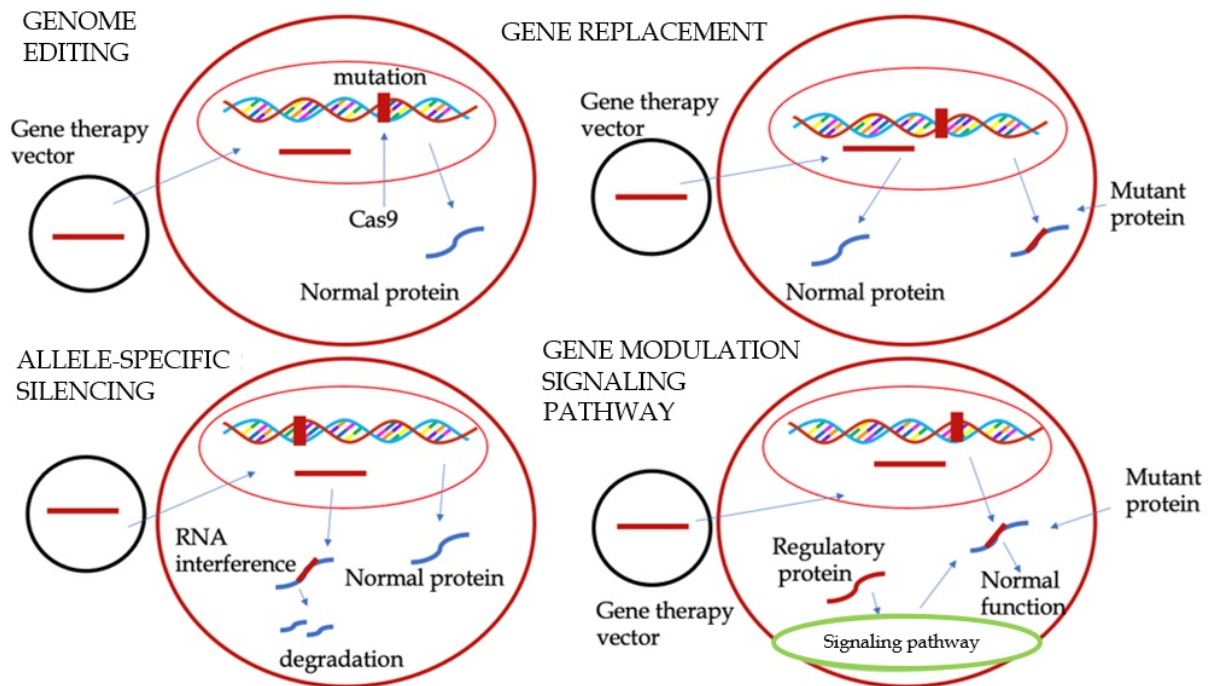 GENOME
EDITING
mutation
Gene therapy
vector
Cas9
Normal protein
GENE REPLACEMENT
Gene therapy
vector
Mutant
protein
Normal protein
ALLELE-SPECIFIC
SILENCING
RNA
interference
Normal protein
degradation
GENE MODULATION
SIGNALING
PATHWAY
Mutant
protein
Regulatory
protein
Normal
function
Gene therapy
vector
Signaling pathway